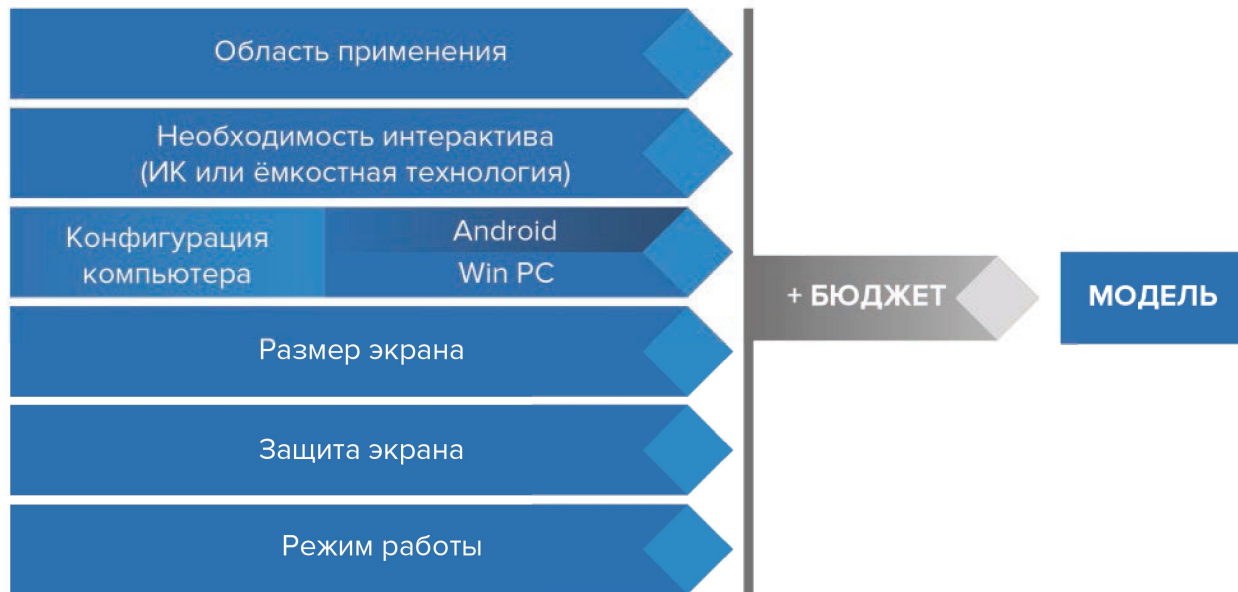 Область применения
Необходимость интерактива
(ИК или ёмкостная технология)
Конфигурация
компьютера
Android
Win PC
Размер экрана
Защита экрана
Режим работы
+ БЮДЖЕТ
МОДЕЛЬ